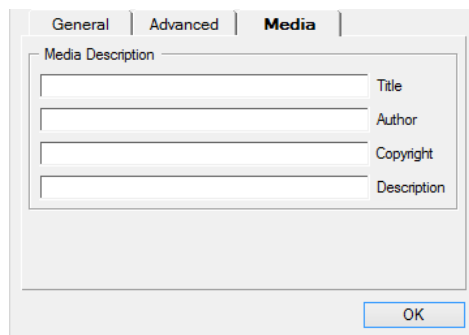 General Advanced Media
Media Description
Title
Author
Copyright
Description
OK